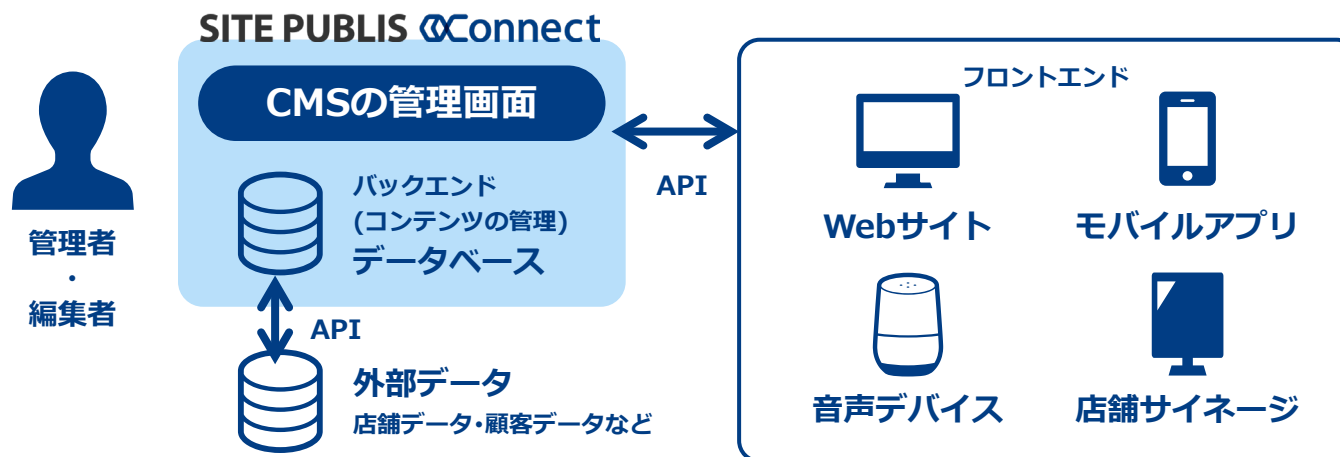 SITE PUBLIS Connect
CMSの管理画面
管理者
・
編集者
バックエンド
(コンテンツの管理)
データベース
API
外部データ
店舗データ・顧客データなど
API
フロントエンド
Webサイト
モバイルアプリ
音声デバイス
店舗サイネージ